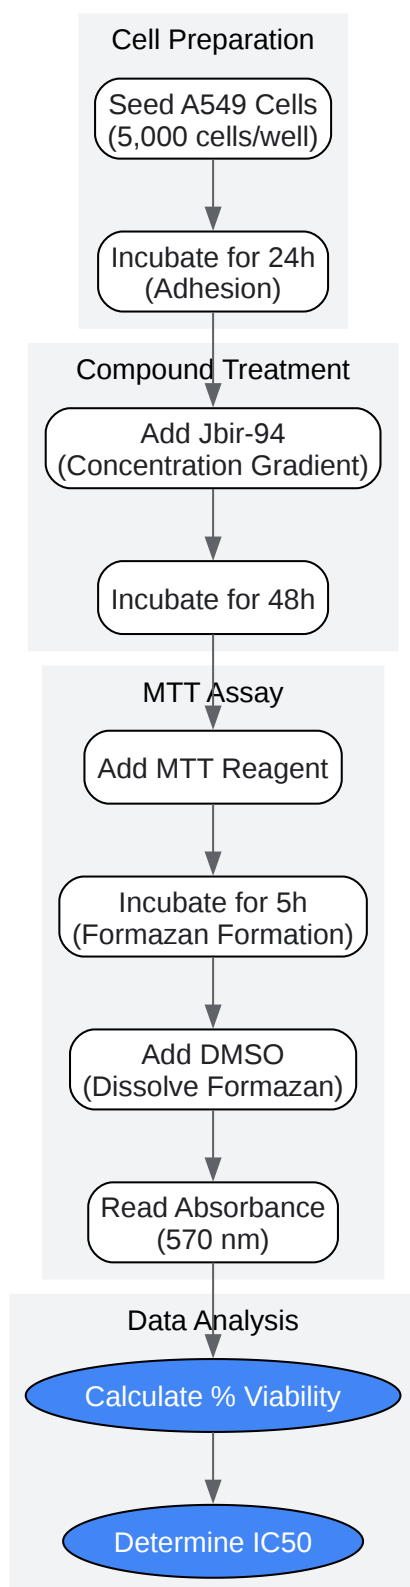 Cell Preparation
Seed A549 Cells
(5,000 cells/well)
Incubate for 24h
(Adhesion)
Compound Treatment
Add Jbir-94
(Concentration Gradient)
Incubate for 48h
MTT Assay
Add MTT Reagent
Incubate for 5h
(Formazan Formation)
Add DMSO
(Dissolve Formazan)
Read Absorbance
(570 nm)
Data Analysis
Calculate % Viability
Determine IC50